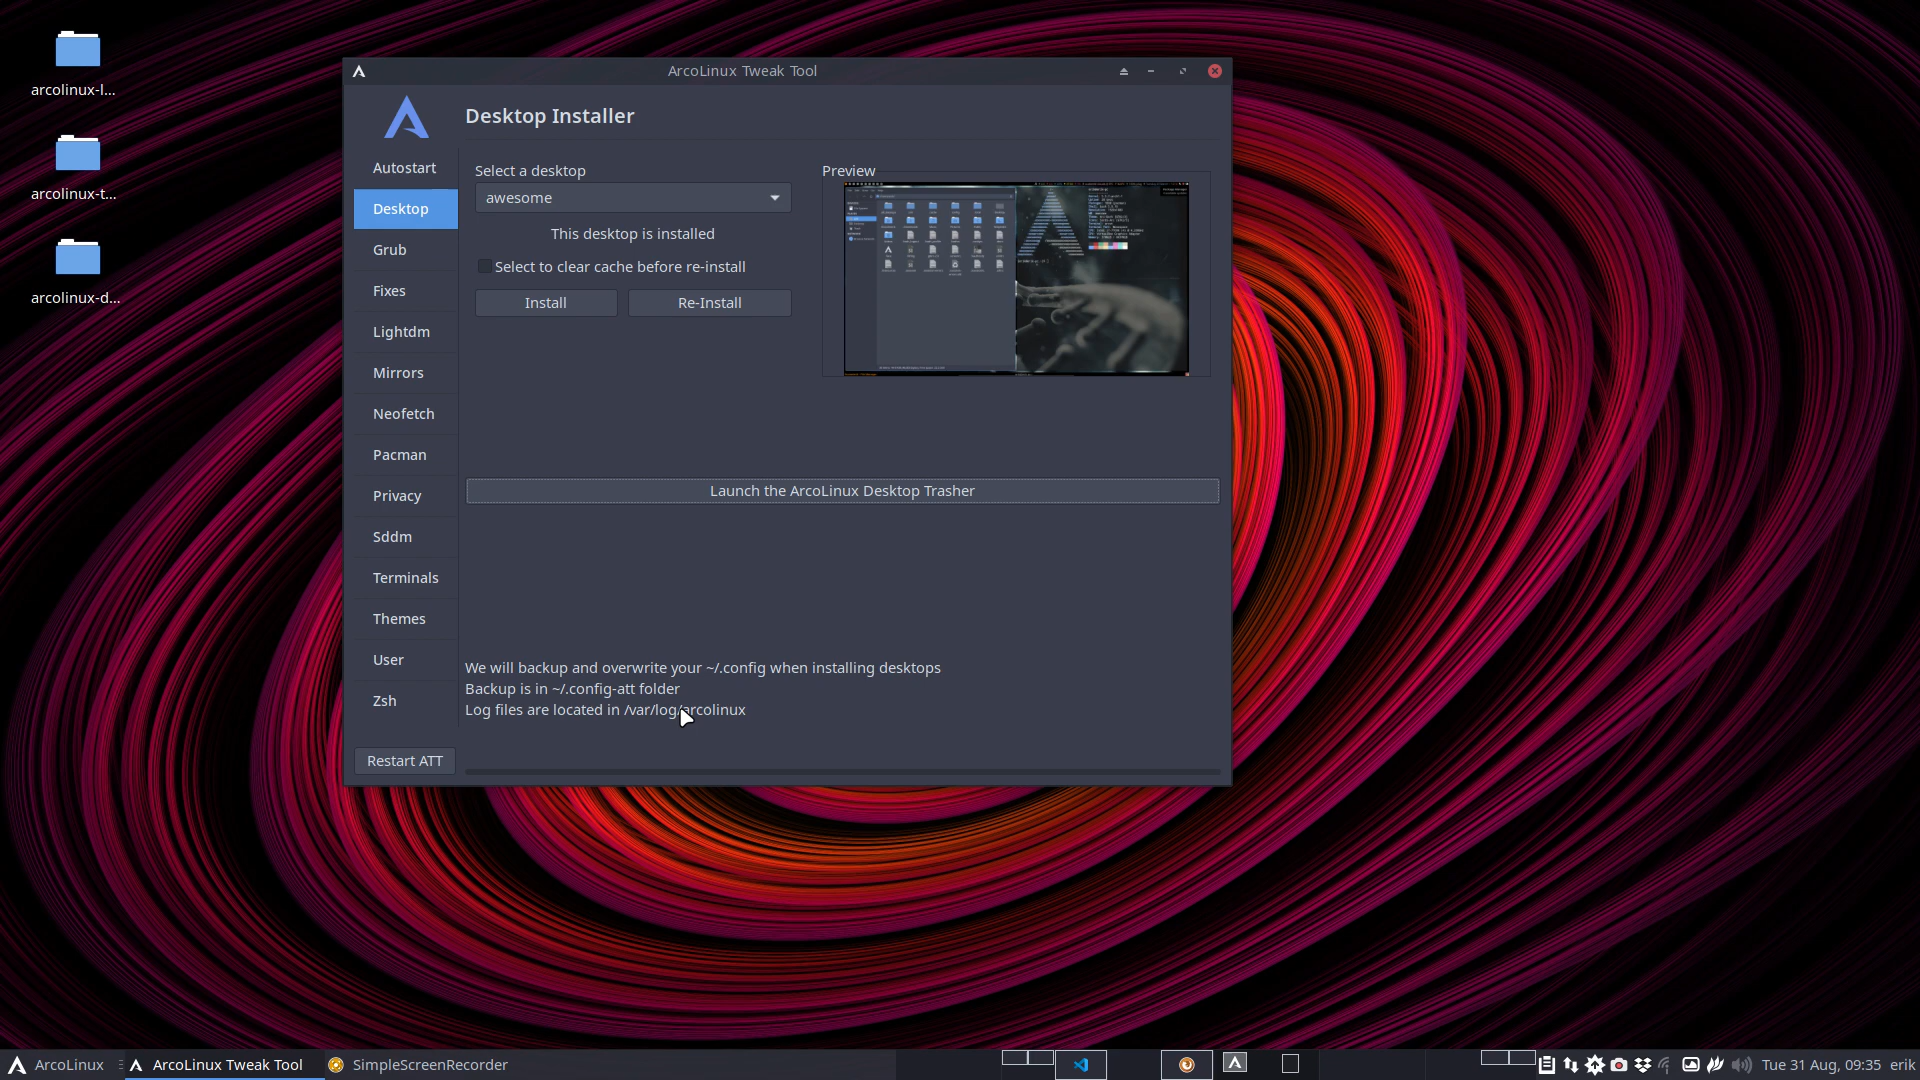 arcolinux-l...
arcolinux-t...
arcolinux-d...
ArcoLinux Tweak Tool
Desktop Installer
Autostart
Desktop
Grub
Fixes
Lightdm
Mirrors
Neofetch
Pacman
Privacy
Sddm
Terminals
Themes
User
Zsh
Restart ATT
Select a desktop
awesome
This desktop is installed
Select to clear cache before re-install
Install
Re-Install
Preview
Launch the ArcoLinux Desktop Trasher
We will backup and overwrite your ~/.config when installing desktops
Backup is in ~/.config-att folder
Log files are located in /var/log/arcolinux
ArcoLinux
ArcoLinux Tweak Tool
SimpleScreenRecorder
Tue 31 Aug, 09:35
erik